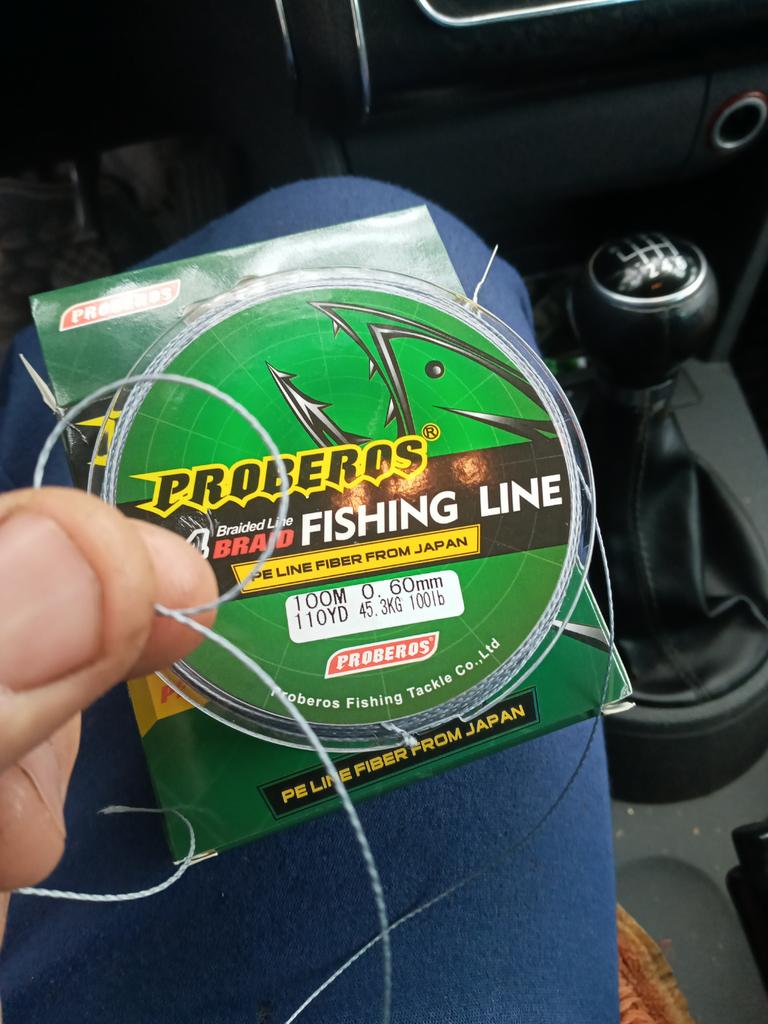 PROBEROS
PROBEROS®
4 Braided Line
BRAID FISHING LINE
PE LINE FIBER FROM JAPAN
100M 0.60mm
110YD 45.3KG 100lb
PROBEROS®
Proberos Fishing Tackle Co.,Ltd
PE LINE FIBER FROM JAPAN